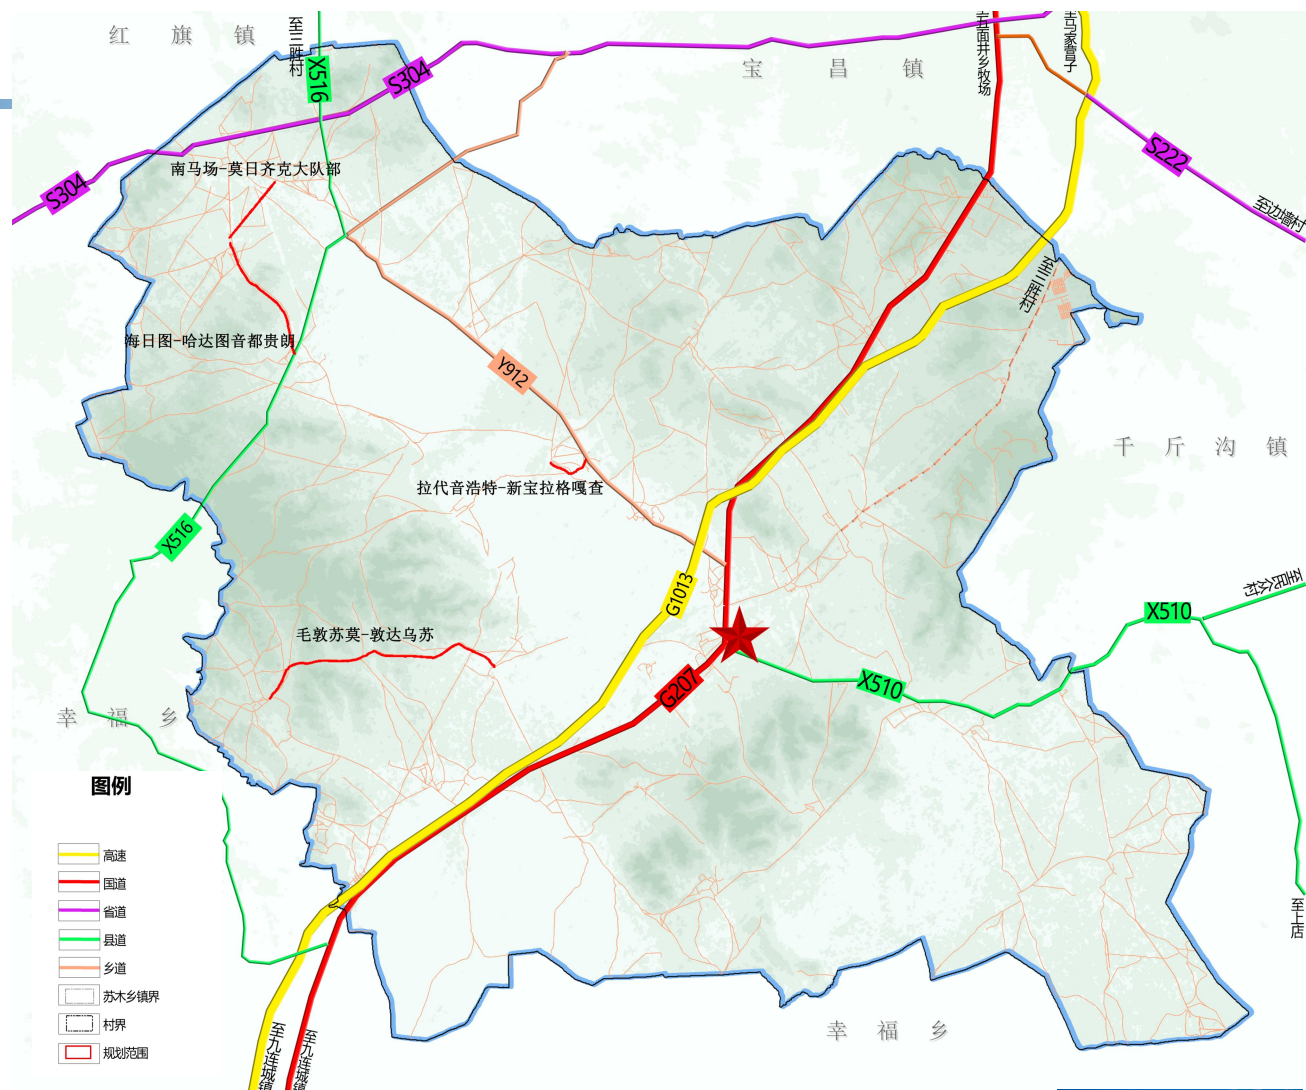 红旗镇
至三胜村
X516
S304
宝昌镇
至五面井乡牧场
至马家营子
S222
至边墙村
S304
南马场-莫日齐克大队部
至三胜村
海日图-哈达图音都贵朗
Y912
千斤沟镇
拉代音浩特-新宝拉格嘎查
X516
G1013
至民谷村
X510
毛敦苏莫-敦达乌苏
G207
X510
幸福乡
图例
高速
国道
省道
县道
乡道
苏木乡镇界
村界
规划范围
至上店
幸福乡
至九连城镇
至九连城镇